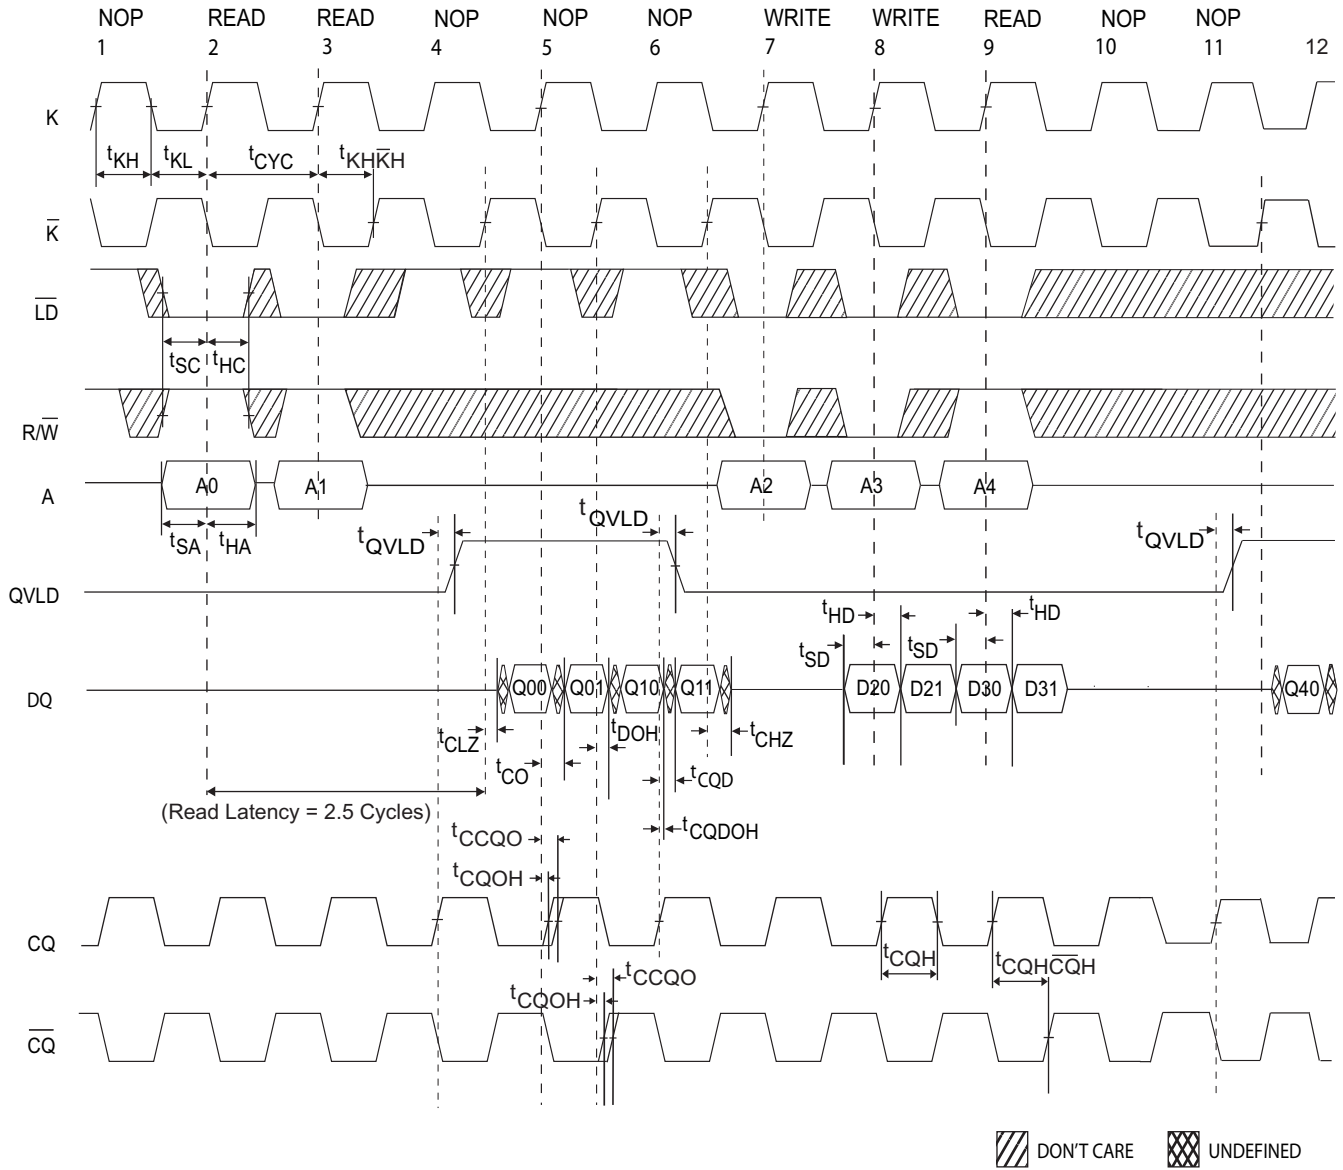 NOP READ READ NOP NOP NOP WRITE WRITE READ NOP NOP
1 2 3 4 5 6 7 8 9 10 11 12
K
tKH tKL tCYC tKHK̅H
K̅
L̅D̅
tSC tHC
R/W̅
A A0 A1 A2 A3 A4
tSA tHA tQVLD tQVLD tQVLD
QVLD
tHD tHD
tSD tSD
DQ Q00 Q01 Q10 Q11 D20 D21 D30 D31 Q40
tCLZ tDOH tCHZ
tCO tCQD
(Read Latency = 2.5 Cycles)
tCQDOH
tCCQO
tCQOH
CQ
tCQH tCQHC̅Q̅H
tCCQO
tCQOH
C̅Q̅
DON'T CARE UNDEFINED